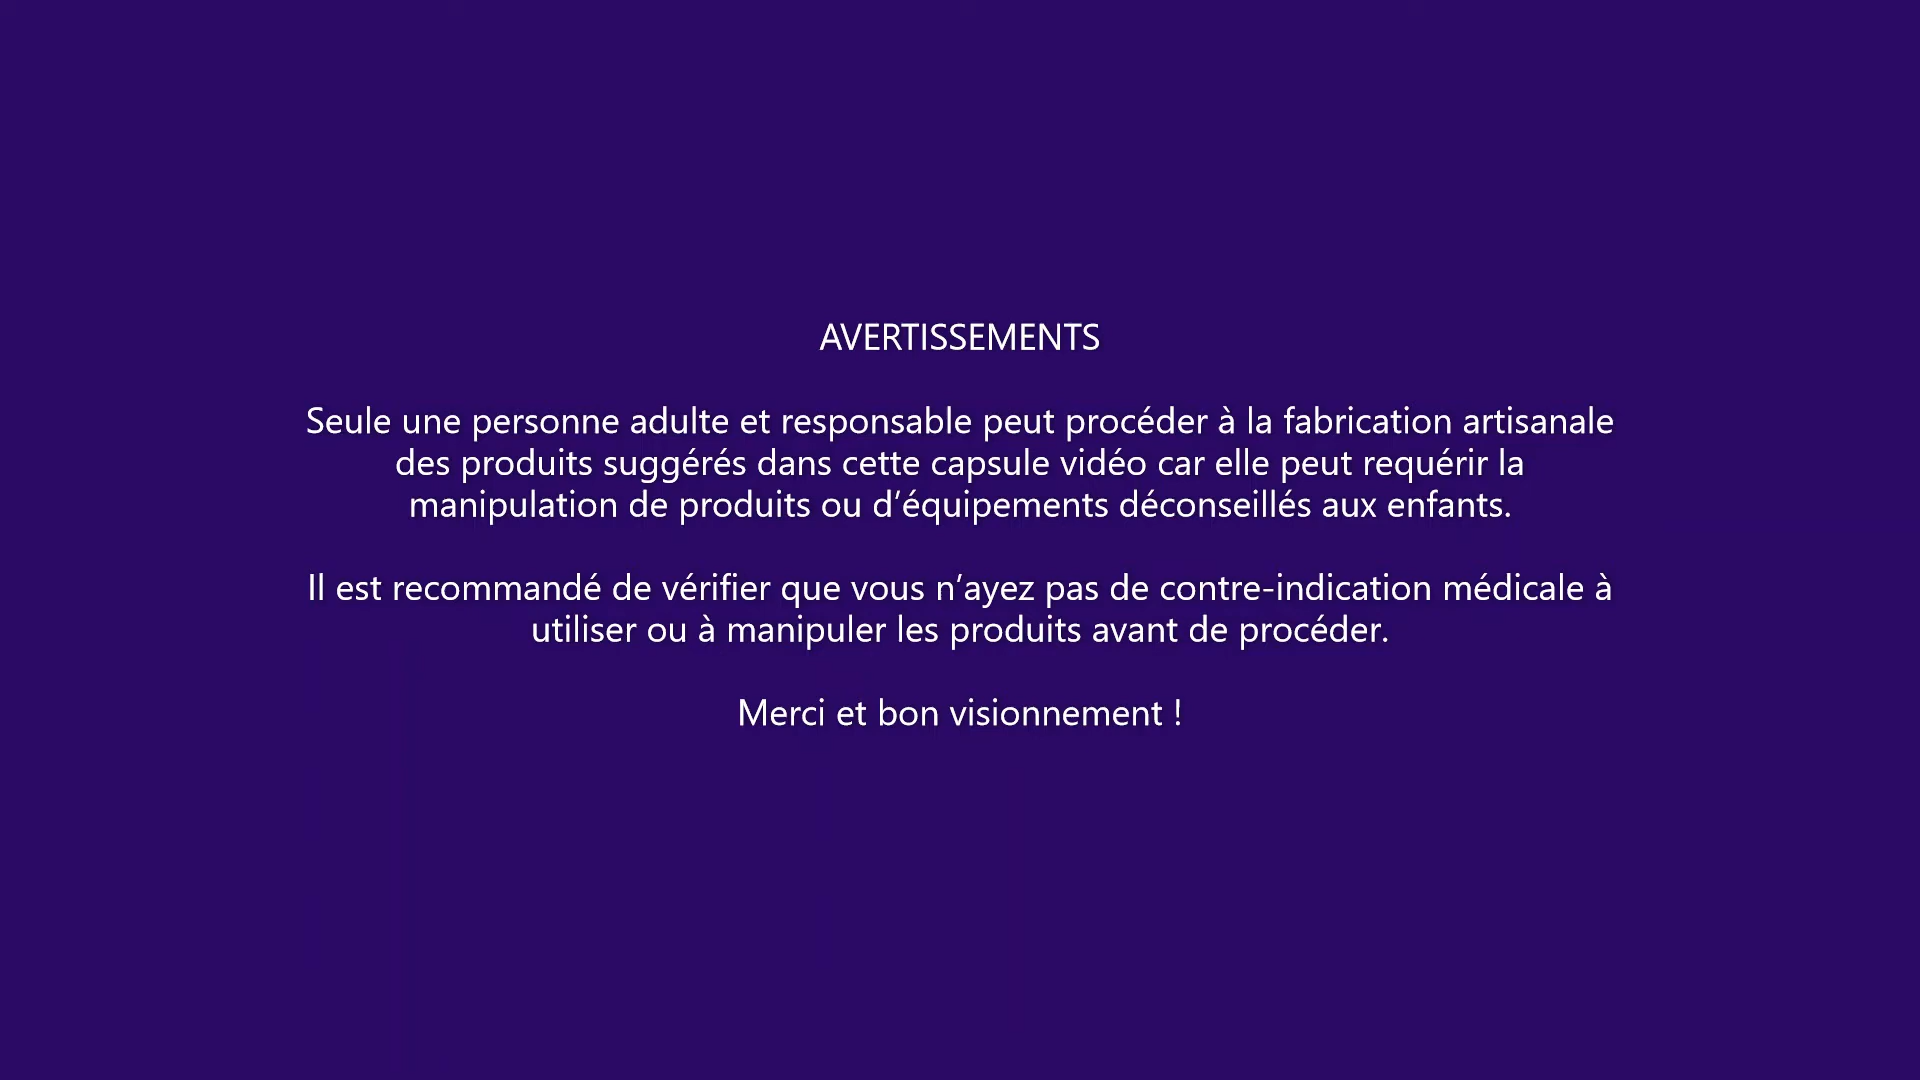 AVERTISSEMENTS
Seule une personne adulte et responsable peut procéder à la fabrication artisanale
des produits suggérés dans cette capsule vidéo car elle peut requérir la
manipulation de produits ou d’équipements déconseillés aux enfants.
Il est recommandé de vérifier que vous n‘ayez pas de contre-indication médicale à
utiliser ou à manipuler les produits avant de procéder.
Merci et bon visionnement !